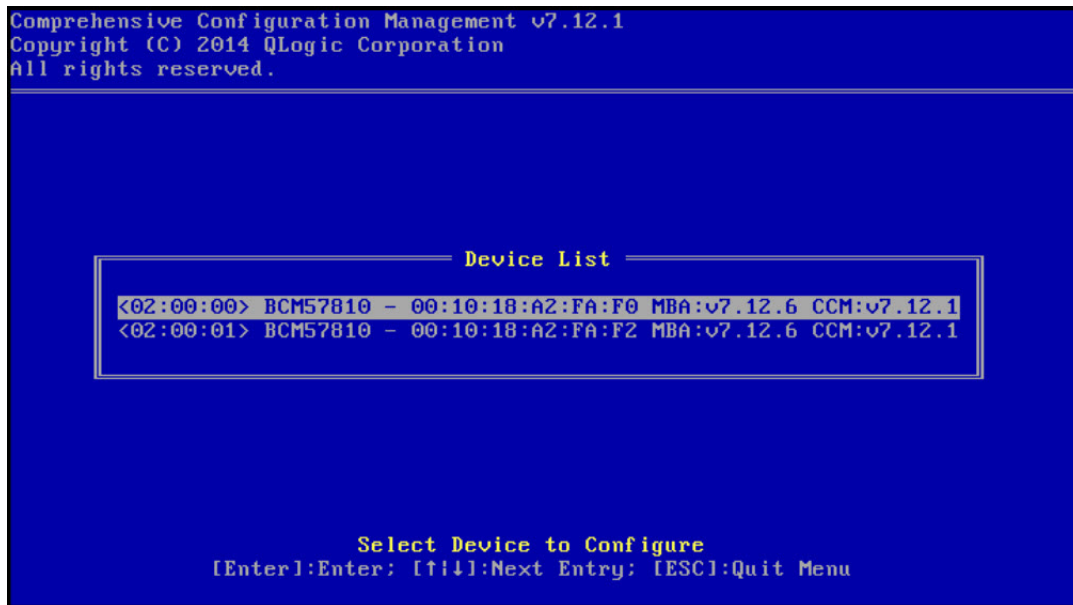 Comprehensive Configuration Management v7.12.1
Copyright (C) 2014 QLogic Corporation
All rights reserved.
Device List
<02:00:00> BCM57810 - 00:10:18:A2:FA:F0 MBA:v7.12.6 CCM:v7.12.1
<02:00:01> BCM57810 - 00:10:18:A2:FA:F2 MBA:v7.12.6 CCM:v7.12.1
Select Device to Configure
[Enter]:Enter; [↑¦↓]:Next Entry; [ESC]:Quit Menu